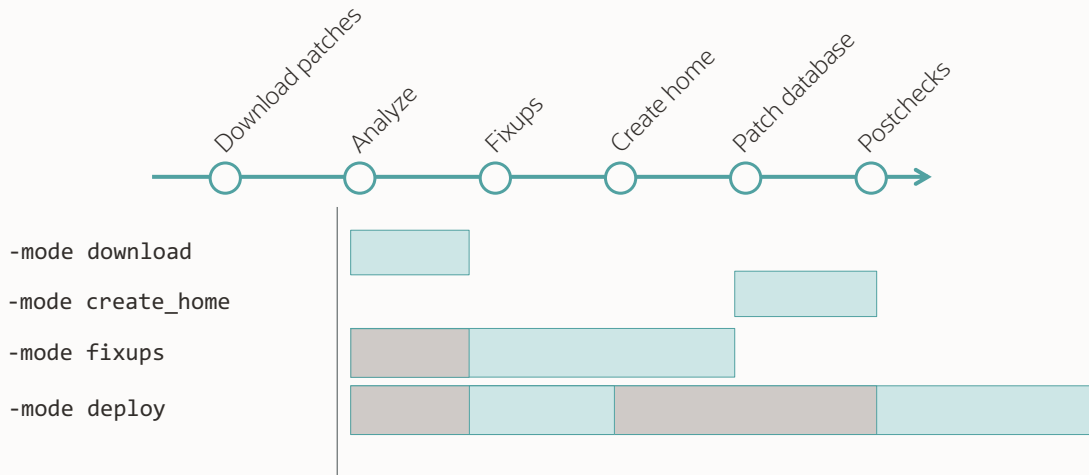 Download patches
Analyze
Fixups
Create home
Patch database
Postchecks
-mode download
-mode create_home
-mode fixups
-mode deploy